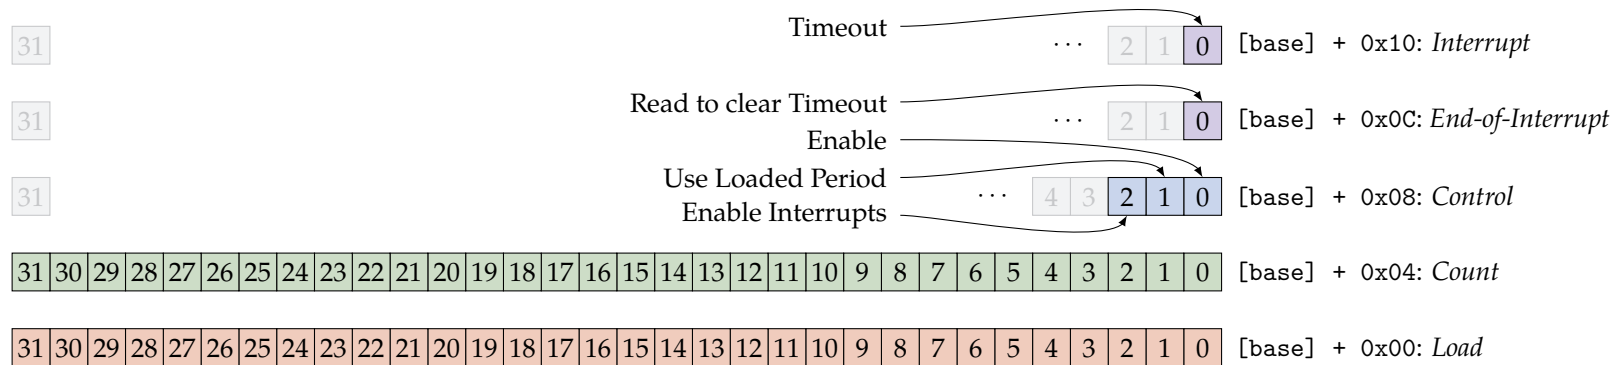 Timeout
31 ··· 2 1 0 [base] + 0x10: Interrupt
Read to clear Timeout
31 ··· 2 1 0 [base] + 0x0C: End-of-Interrupt
Enable
Use Loaded Period
31 ··· 4 3 2 1 0 [base] + 0x08: Control
Enable Interrupts
31 30 29 28 27 26 25 24 23 22 21 20 19 18 17 16 15 14 13 12 11 10 9 8 7 6 5 4 3 2 1 0 [base] + 0x04: Count
31 30 29 28 27 26 25 24 23 22 21 20 19 18 17 16 15 14 13 12 11 10 9 8 7 6 5 4 3 2 1 0 [base] + 0x00: Load